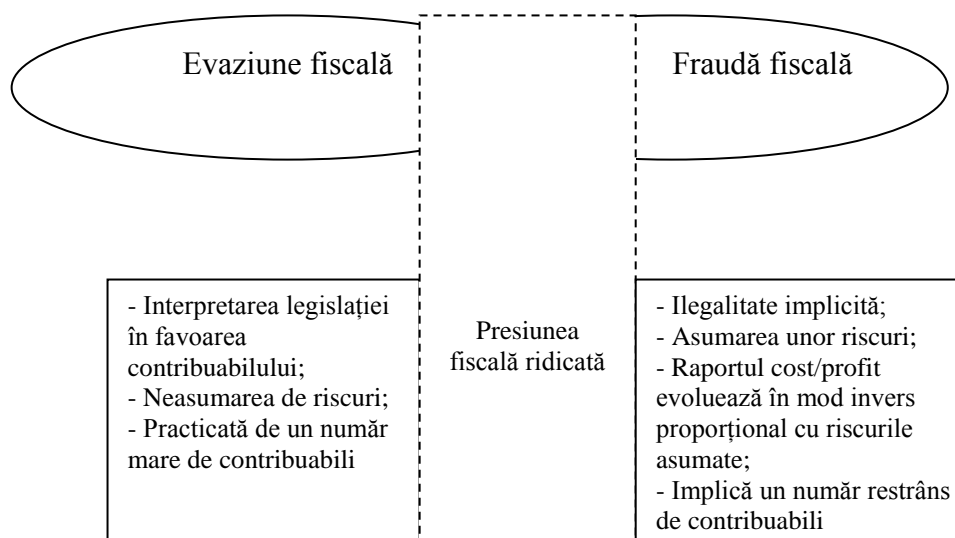 Evaziune fiscală
Fraudă fiscală
- Interpretarea legislației
în favoarea
contribuabilului;
- Neasumarea de riscuri;
- Practicată de un număr
mare de contribuabili
Presiunea
fiscală ridicată
- Ilegalitate implicită;
- Asumarea unor riscuri;
- Raportul cost/profit
evoluează în mod invers
proporțional cu riscurile
asumate;
- Implică un număr restrâns
de contribuabili